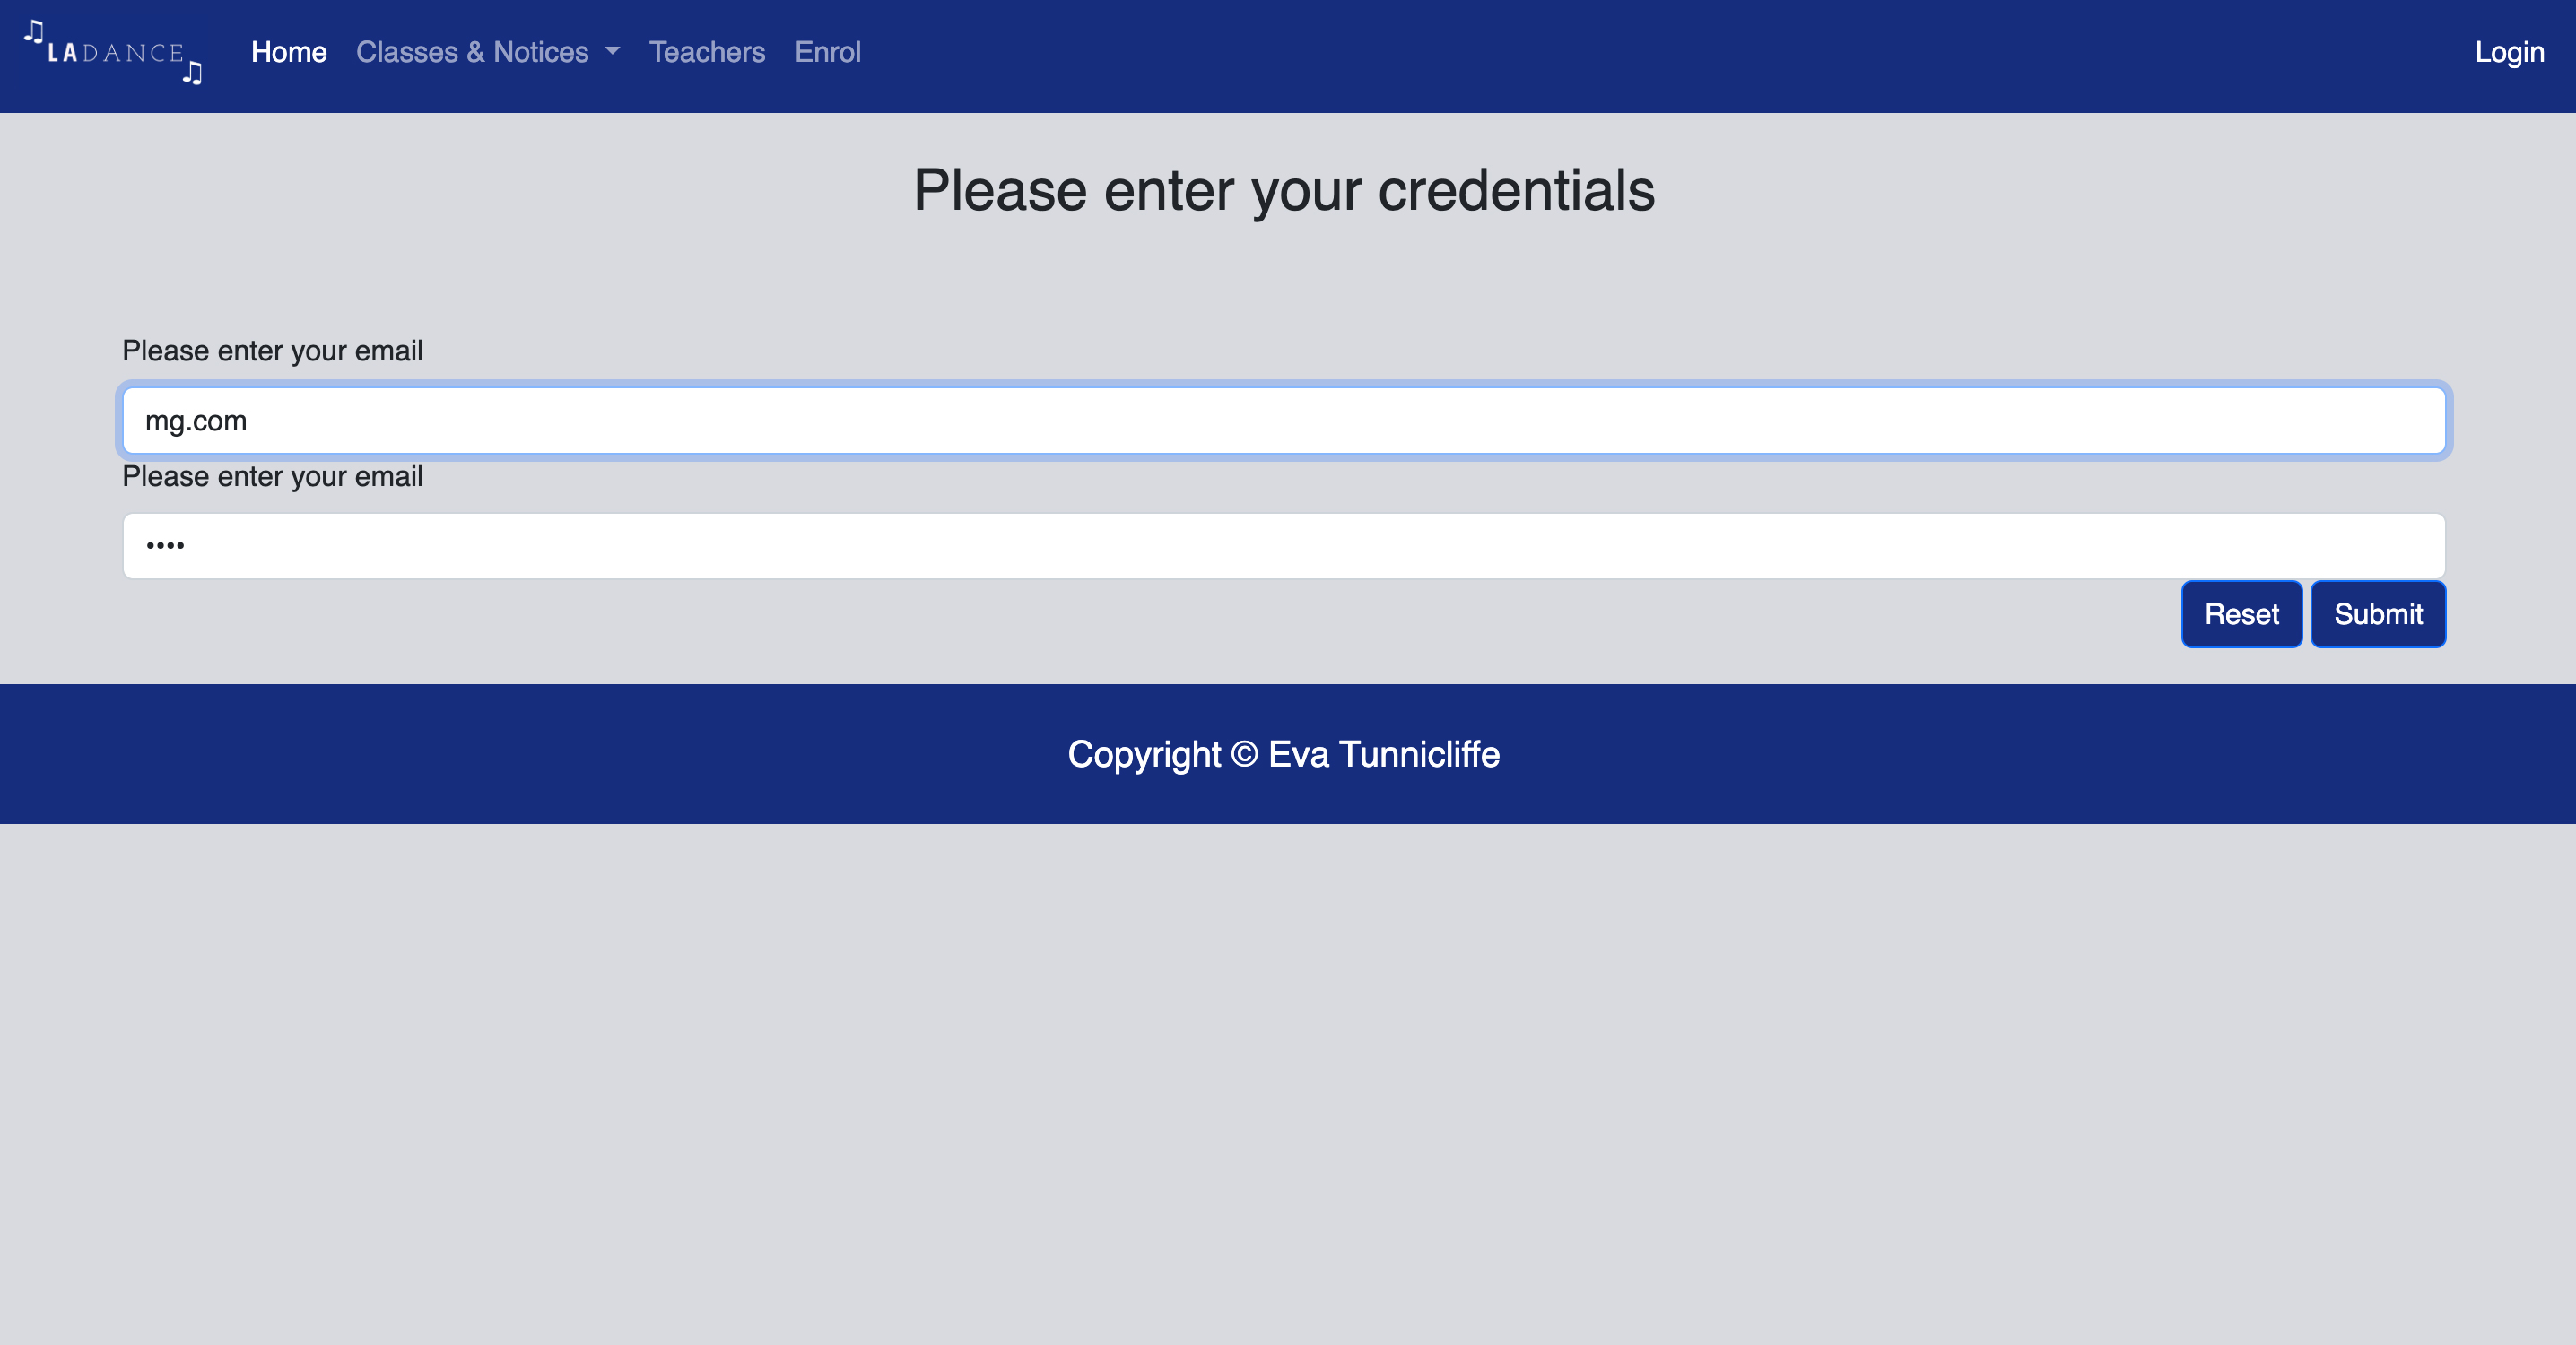 ♫ LADANCE ♫
Home Classes & Notices Teachers Enrol Login
Please enter your credentials
Please enter your email
mg.com
Please enter your email
••••
Reset Submit
Copyright © Eva Tunnicliffe